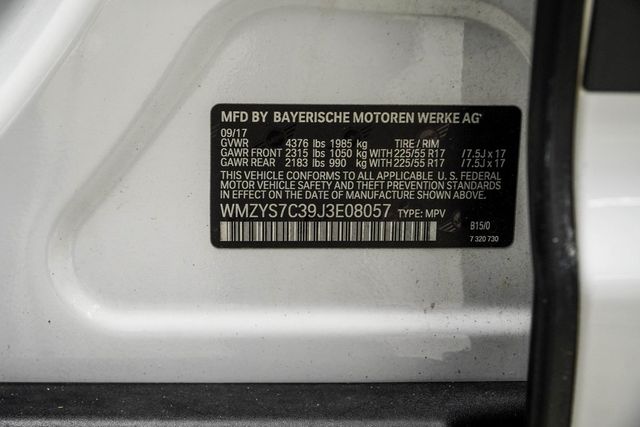 MFD BY BAYERISCHE MOTOREN WERKE AG*
09/17
GVWR 4376 lbs 1985 kg TIRE / RIM
GAWR FRONT 2315 lbs 1050 kg WITH 225/55 R17 /7.5J x 17
GAWR REAR 2183 lbs 990 kg WITH 225/55 R17 /7.5J x 17
THIS VEHICLE CONFORMS TO ALL APPLICABLE U. S. FEDERAL
MOTOR VEHICLE SAFETY AND THEFT PREVENTION STANDARDS
IN EFFECT ON THE DATE OF MANUFACTURE SHOWN ABOVE.
WMZYS7C39J3E08057 TYPE: MPV
B15/0
7 320 730